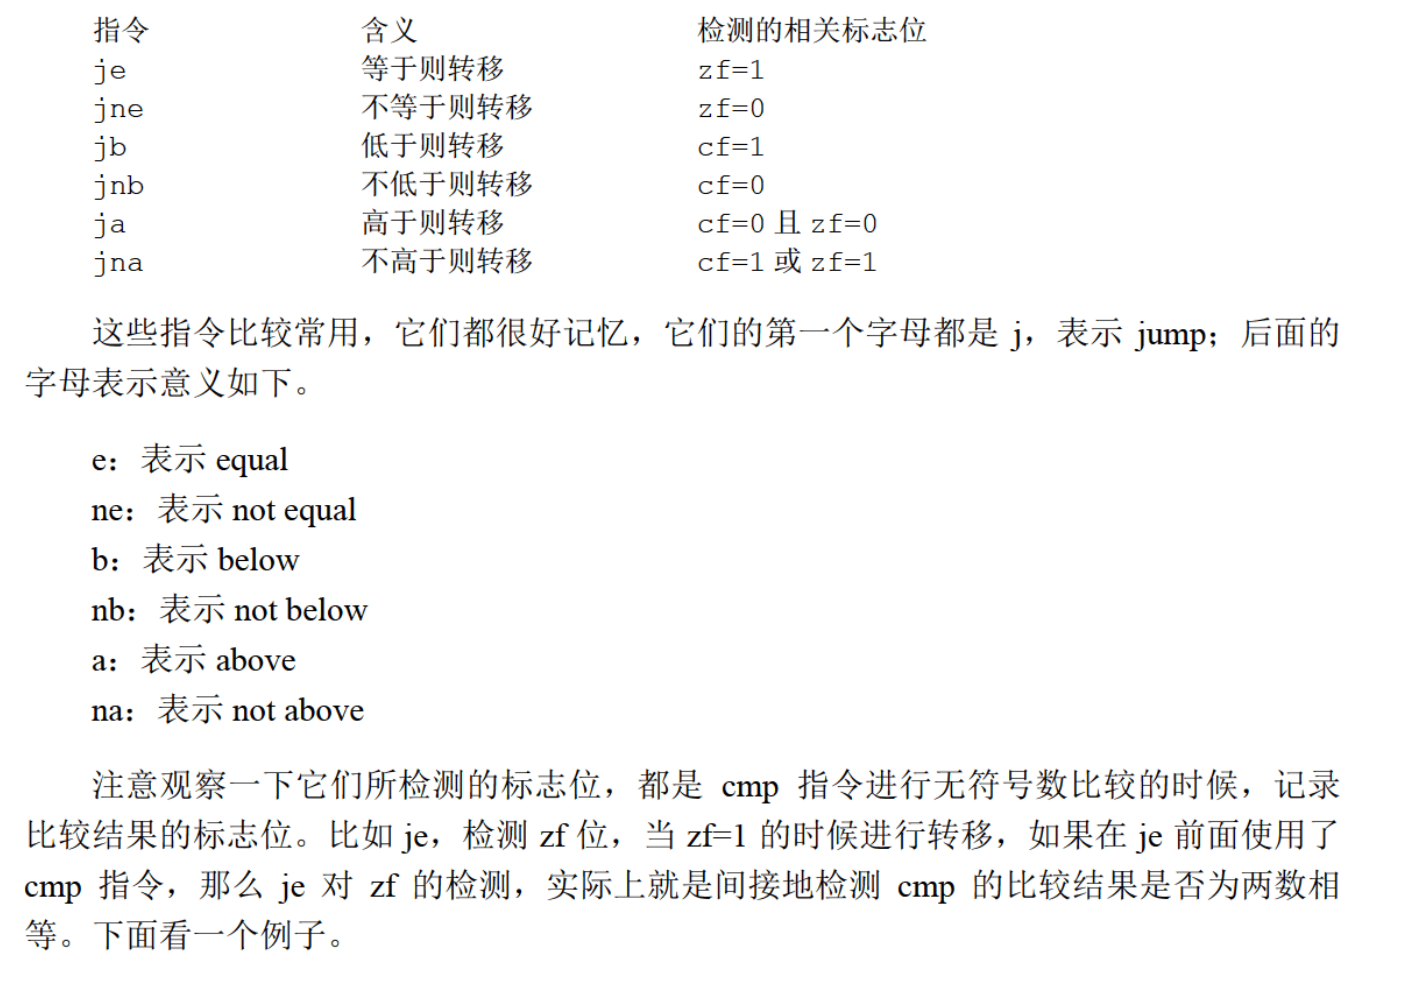 指令 含义 检测的相关标志位
je 等于则转移 zf=1
jne 不等于则转移 zf=0
jb 低于则转移 cf=1
jnb 不低于则转移 cf=0
ja 高于则转移 cf=0 且 zf=0
jna 不高于则转移 cf=1 或 zf=1
这些指令比较常用，它们都很好记忆，它们的第一个字母都是 j，表示 jump；后面的
字母表示意义如下。
e：表示 equal
ne：表示 not equal
b：表示 below
nb：表示 not below
a：表示 above
na：表示 not above
注意观察一下它们所检测的标志位，都是 cmp 指令进行无符号数比较的时候，记录
比较结果的标志位。比如 je，检测 zf 位，当 zf=1 的时候进行转移，如果在 je 前面使用了
cmp 指令，那么 je 对 zf 的检测，实际上就是间接地检测 cmp 的比较结果是否为两数相
等。下面看一个例子。